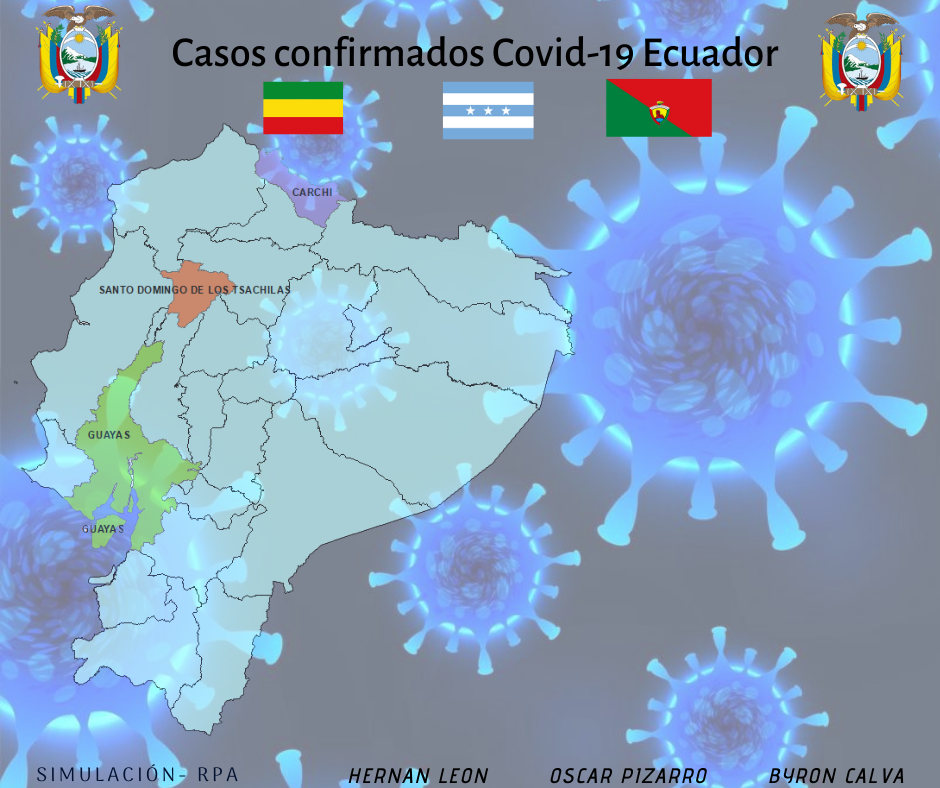 Casos confirmados Covid-19 Ecuador
CARCHI
SANTO DOMINGO DE LOS TSACHILAS
GUAYAS
GUAYAS
SIMULACIÓN- RPA
HERNAN LEON
OSCAR PIZARRO
BYRON CALVA